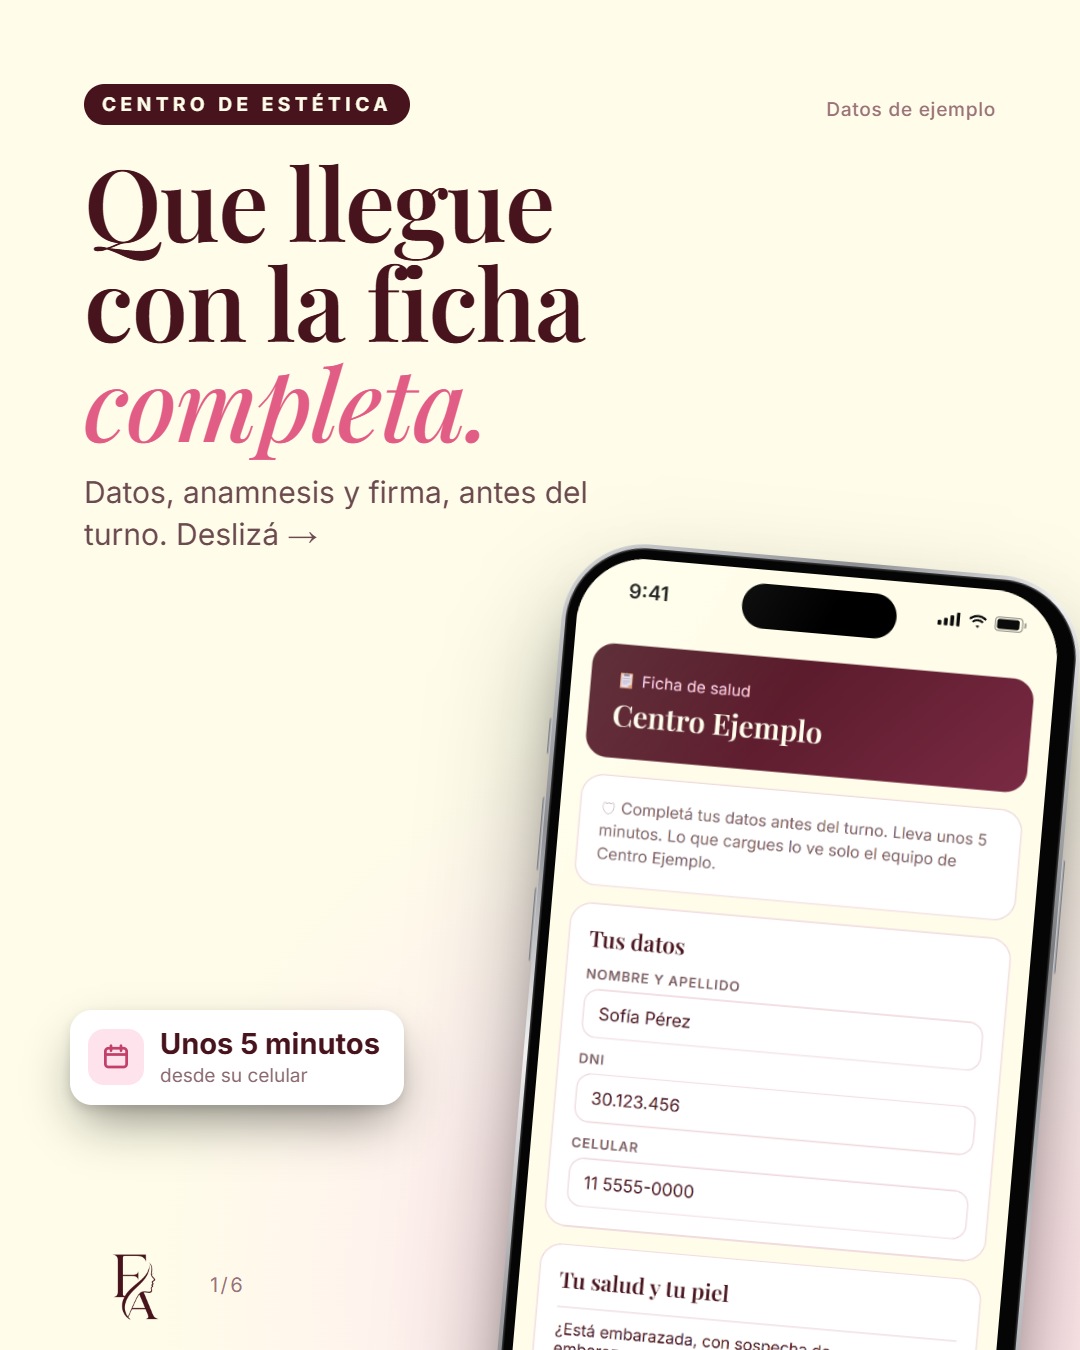 CENTRO DE ESTÉTICA
Datos de ejemplo
Que llegue
con la ficha
completa.
Datos, anamnesis y firma, antes del
turno. Deslizá →
9:41
Ficha de salud
Centro Ejemplo
Completá tus datos antes del turno. Lleva unos 5
minutos. Lo que cargues lo ve solo el equipo de
Centro Ejemplo.
Tus datos
NOMBRE Y APELLIDO
Sofía Pérez
DNI
30.123.456
CELULAR
11 5555-0000
Tu salud y tu piel
¿Está embarazada, con sospecha de
Unos 5 minutos
desde su celular
EA
1/6